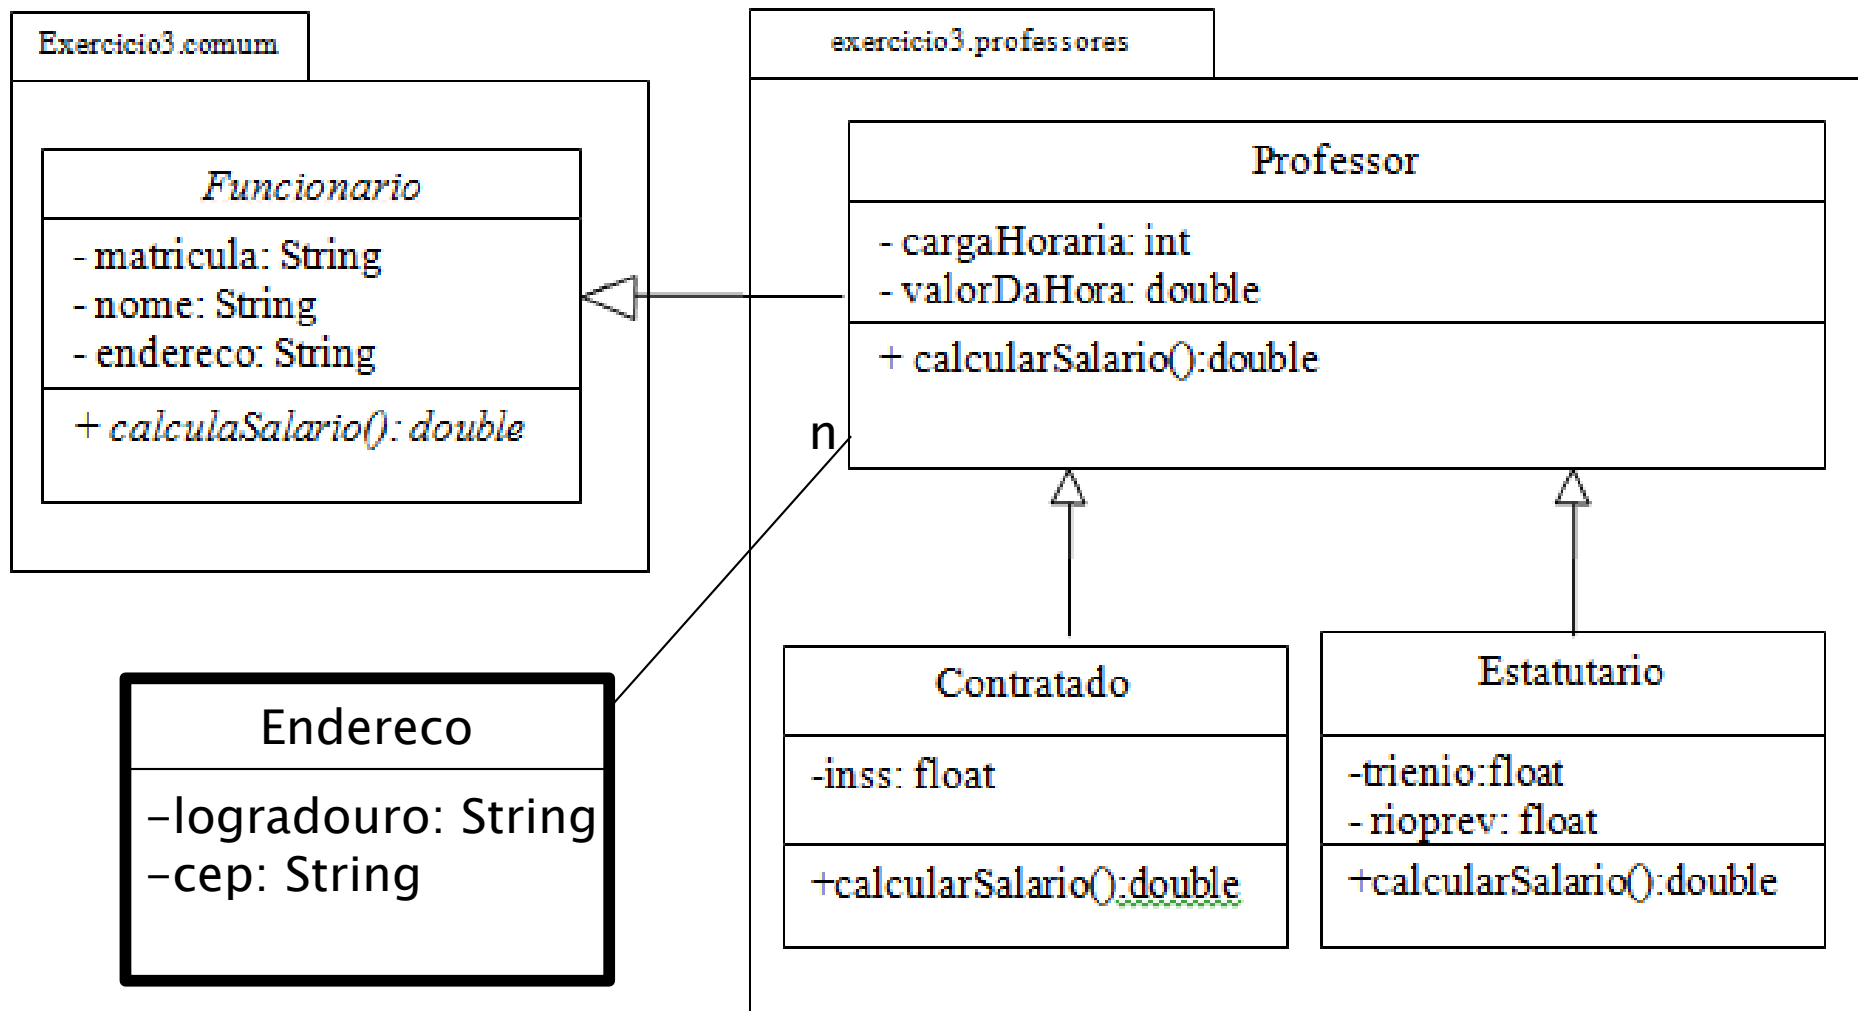 Exercicio3.comum
Funcionario
- matricula: String
- nome: String
- endereco: String
+ calculaSalario(): double
exercicio3.professores
Professor
- cargaHoraria: int
- valorDaHora: double
+ calcularSalario():double
n
Endereco
-logradouro: String
-cep: String
Contratado
-inss: float
+calcularSalario():double
Estatutario
-trienio:float
- rioprev: float
+calcularSalario():double